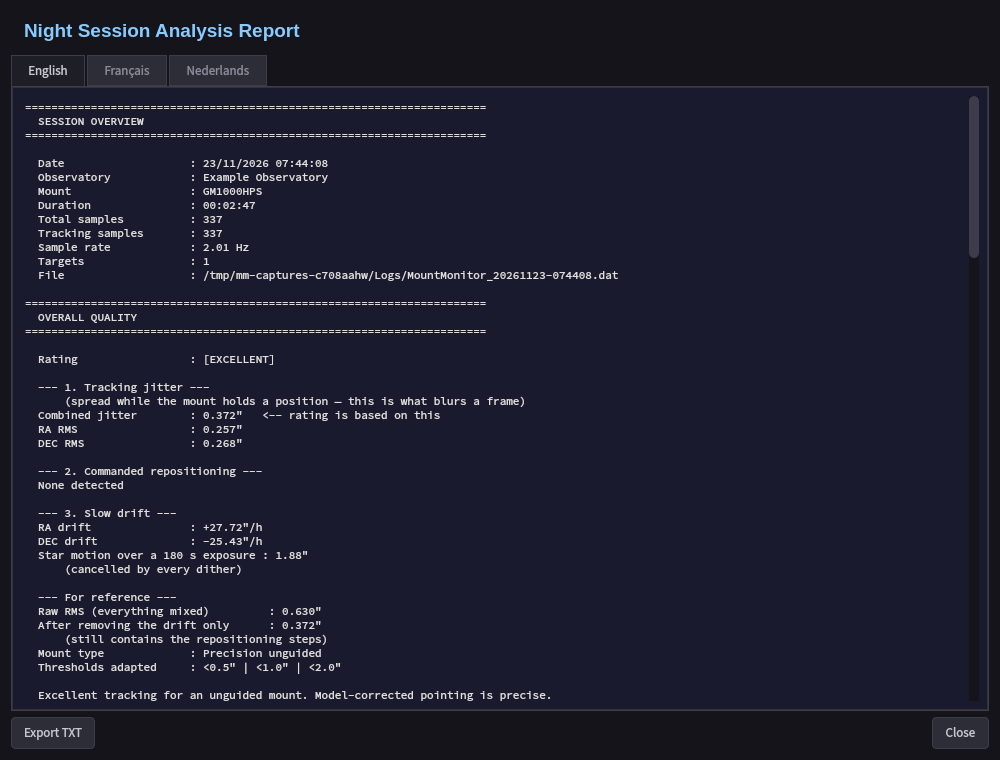 Night Session Analysis Report
English
Français
Nederlands
======================================================================
SESSION OVERVIEW
======================================================================
Date : 23/11/2026 07:44:08
Observatory : Example Observatory
Mount : GM1000HPS
Duration : 00:02:47
Total samples : 337
Tracking samples : 337
Sample rate : 2.01 Hz
Targets : 1
File : /tmp/mm-captures-c708aahw/Logs/MountMonitor_20261123-074408.dat
======================================================================
OVERALL QUALITY
======================================================================
Rating : [EXCELLENT]
--- 1. Tracking jitter ---
(spread while the mount holds a position — this is what blurs a frame)
Combined jitter : 0.372" <-- rating is based on this
RA RMS : 0.257"
DEC RMS : 0.268"
--- 2. Commanded repositioning ---
None detected
--- 3. Slow drift ---
RA drift : +27.72"/h
DEC drift : -25.43"/h
Star motion over a 180 s exposure : 1.88"
(cancelled by every dither)
--- For reference ---
Raw RMS (everything mixed) : 0.630"
After removing the drift only : 0.372"
(still contains the repositioning steps)
Mount type : Precision unguided
Thresholds adapted : <0.5" | <1.0" | <2.0"
Excellent tracking for an unguided mount. Model-corrected pointing is precise.
Export TXT
Close